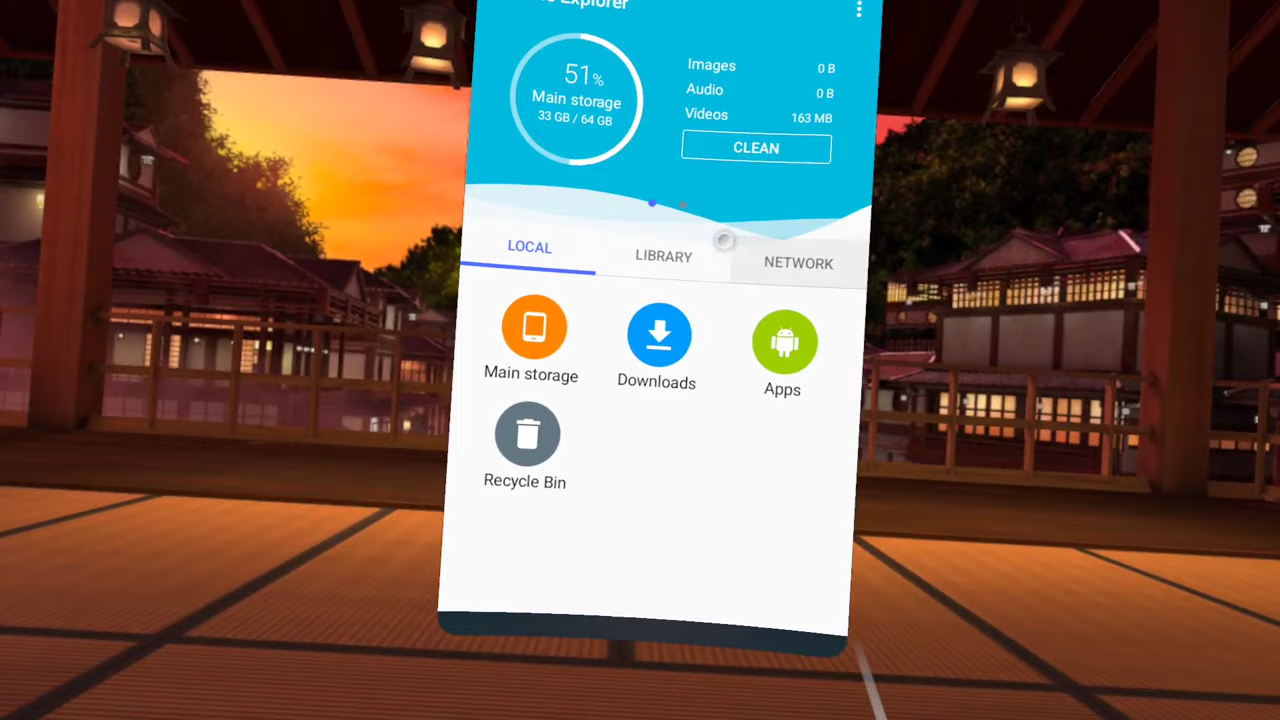 Explorer
51%
Main storage
33 GB / 64 GB
Images 0 B
Audio 0 B
Videos 163 MB
CLEAN
LOCAL
LIBRARY
NETWORK
Main storage
Downloads
Apps
Recycle Bin